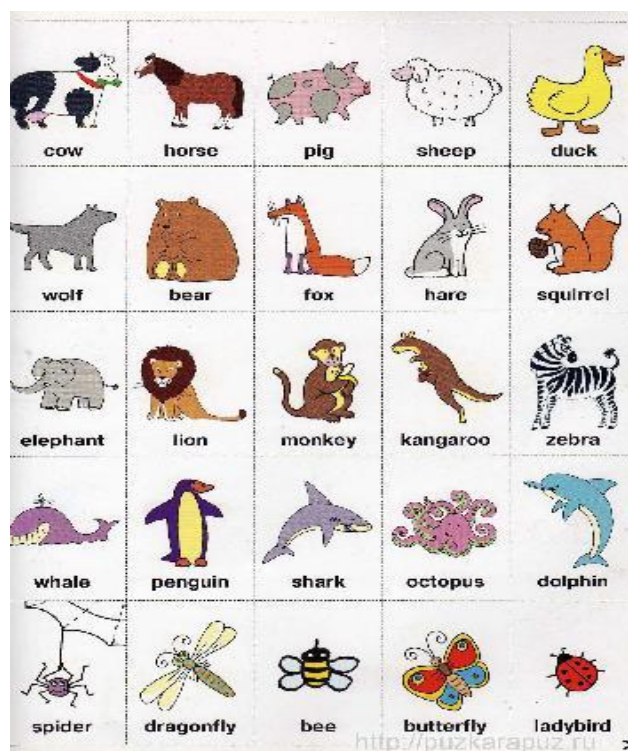 cow horse pig sheep duck
wolf bear fox hare squirrel
elephant lion monkey kangaroo zebra
whale penguin shark octopus dolphin
spider dragonfly bee butterfly ladybird
http://puzkarapuz.ru